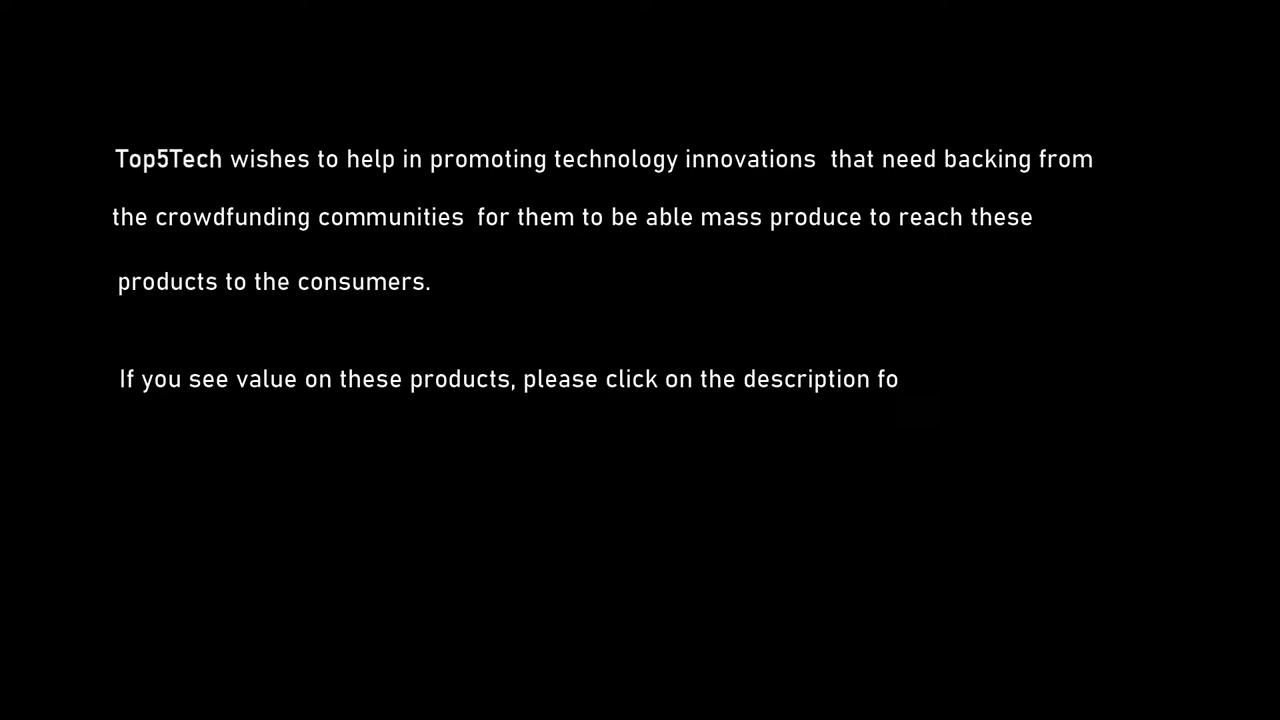 Top5Tech wishes to help in promoting technology innovations  that need backing from
the crowdfunding communities  for them to be able mass produce to reach these
products to the consumers.
If you see value on these products, please click on the description fo